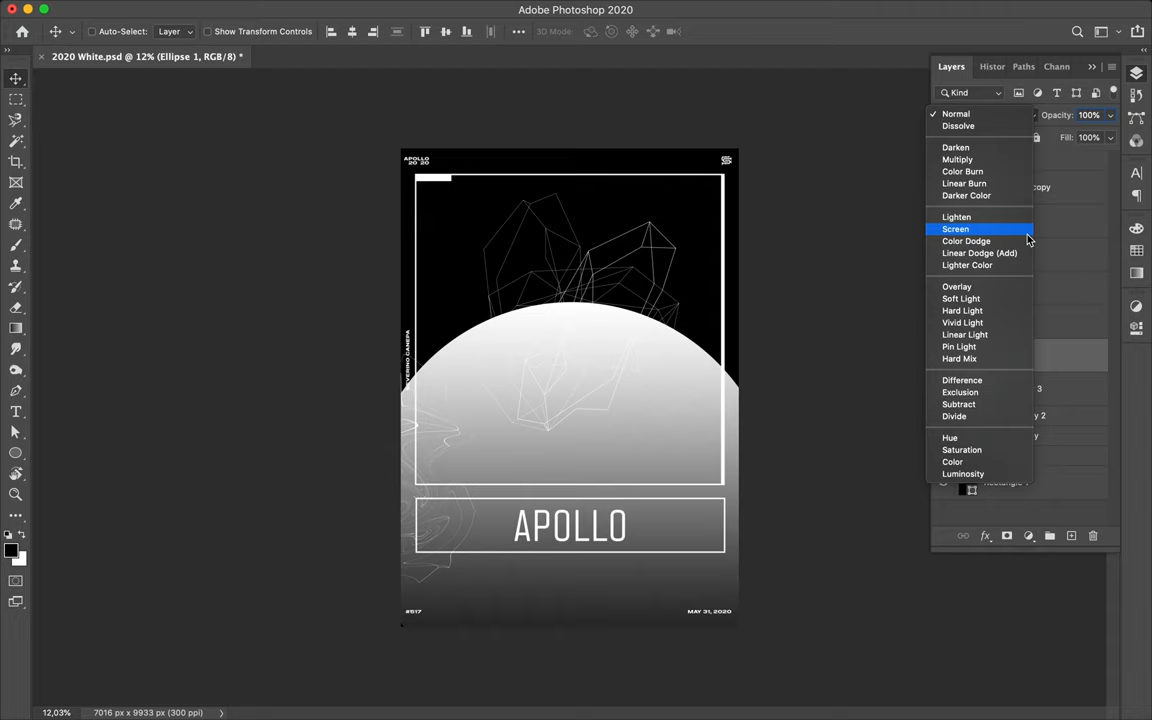 Adobe Photoshop 2020
Auto-Select: Layer Show Transform Controls 3D Mode:
2020 White.psd @ 12% (Ellipse 1, RGB/8) *
Layers Histor Paths Chann
Kind
Normal
Opacity: 100%
Dissolve
Fill: 100%
Darken
Multiply
Color Burn
Linear Burn
copy
Darker Color
Lighten
Screen
Color Dodge
Linear Dodge (Add)
Lighter Color
Overlay
Soft Light
Hard Light
Vivid Light
Linear Light
Pin Light
Hard Mix
Difference
3
Exclusion
Subtract
Divide
y 2
Hue
y
Saturation
Color
Luminosity
fx
APOLLO
20 20
APOLLO
#517
MAY 31, 2020
12,03% 7016 px x 9933 px (300 ppi)